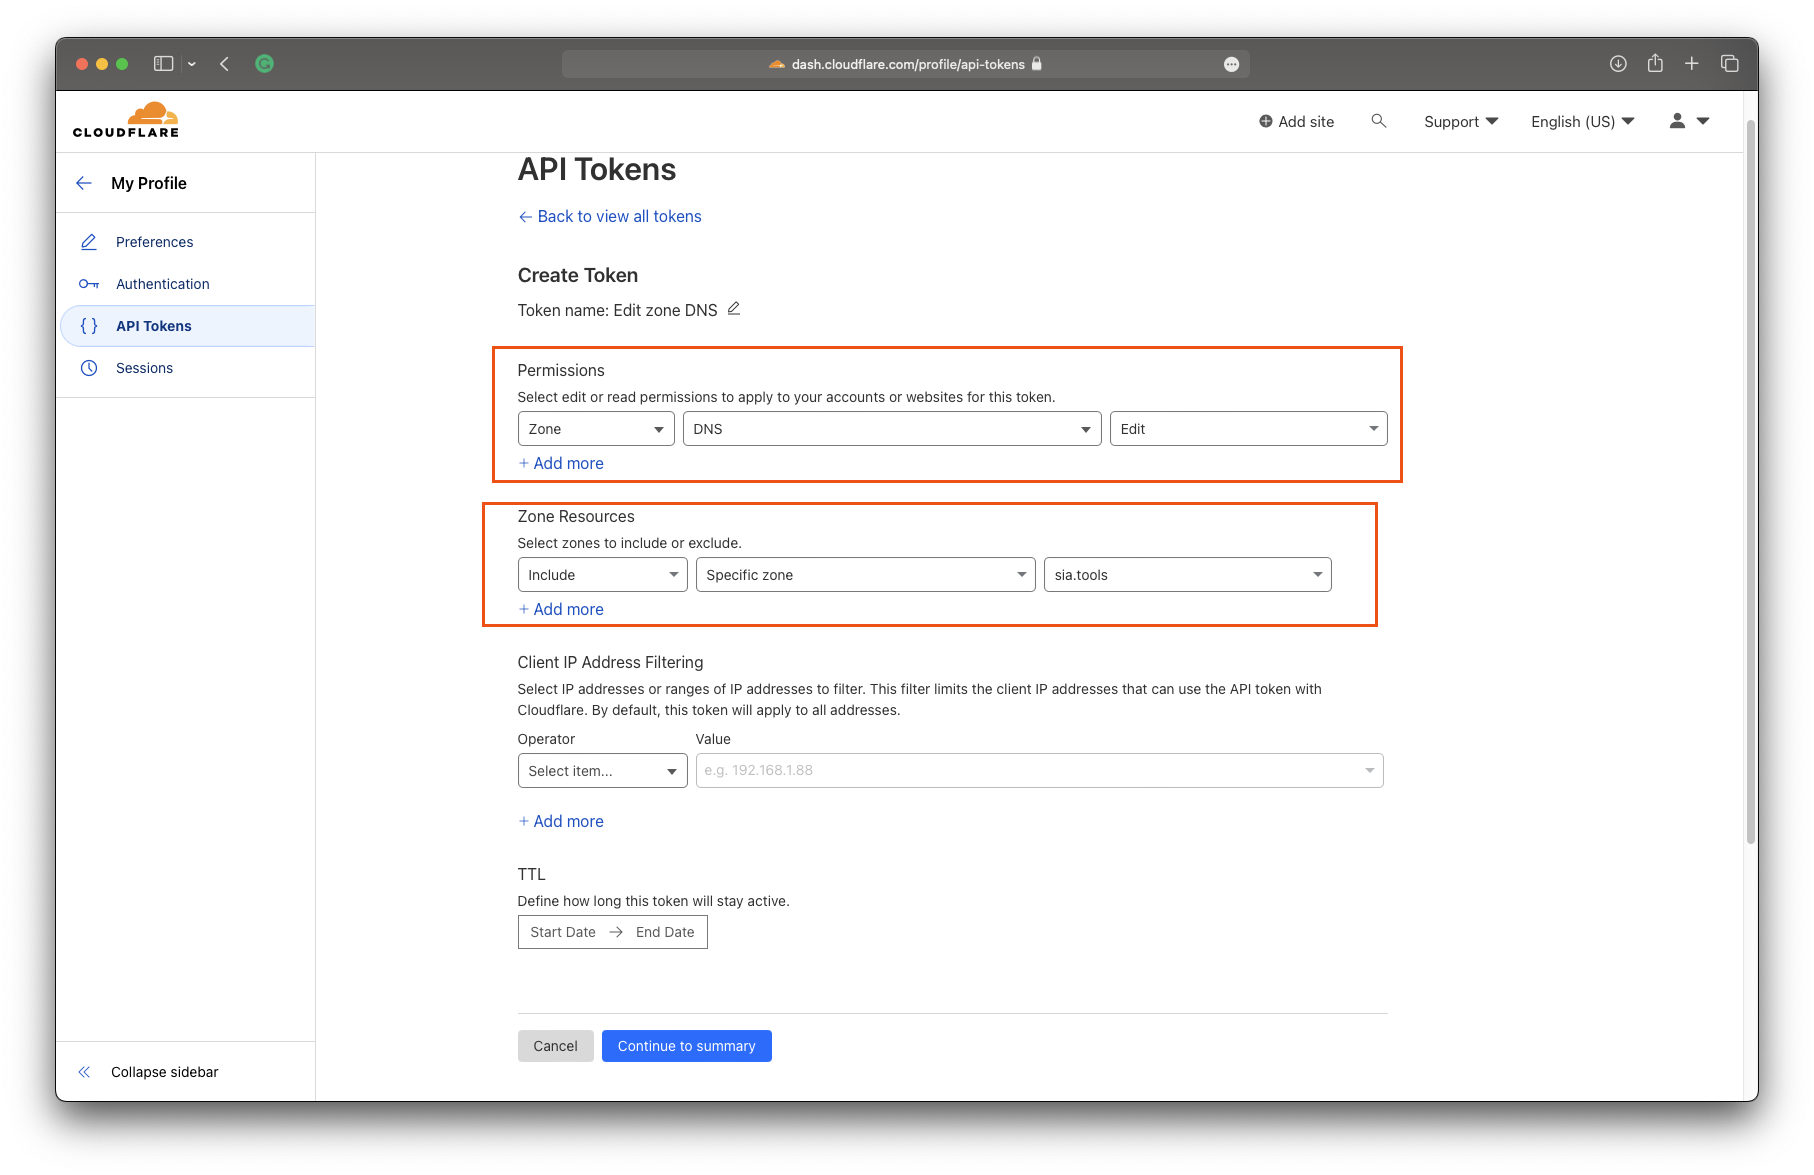 dash.cloudflare.com/profile/api-tokens
CLOUDFLARE
Add site
Support
English (US)
My Profile
Preferences
Authentication
{ } API Tokens
Sessions
Collapse sidebar
API Tokens
← Back to view all tokens
Create Token
Token name: Edit zone DNS
Permissions
Select edit or read permissions to apply to your accounts or websites for this token.
Zone DNS Edit
+ Add more
Zone Resources
Select zones to include or exclude.
Include Specific zone sia.tools
+ Add more
Client IP Address Filtering
Select IP addresses or ranges of IP addresses to filter. This filter limits the client IP addresses that can use the API token with
Cloudflare. By default, this token will apply to all addresses.
Operator Value
Select item... e.g. 192.168.1.88
+ Add more
TTL
Define how long this token will stay active.
Start Date → End Date
Cancel Continue to summary